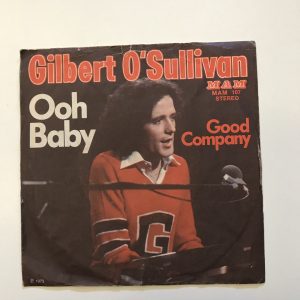 Gilbert O'Sullivan
MAM
MAM 107
STEREO
Ooh
Baby
Good
Company
G